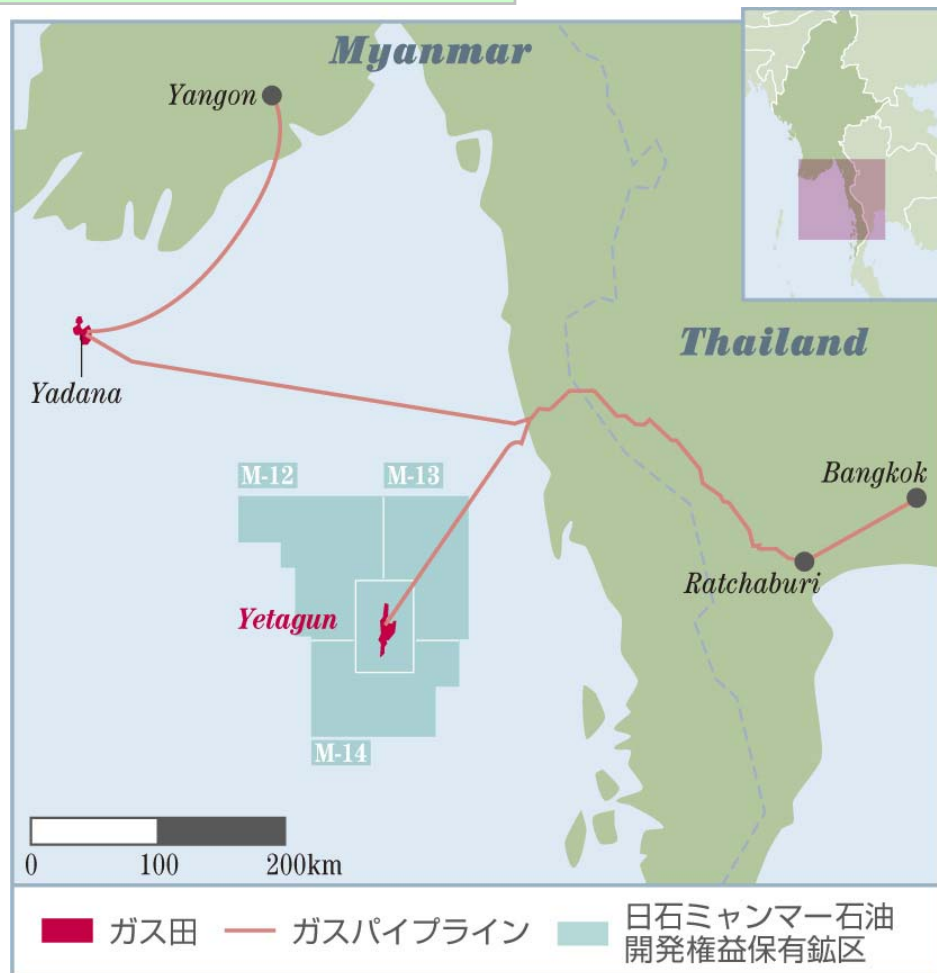 Myanmar
Yangon
Thailand
Yadana
M-12
M-13
Bangkok
Ratchaburi
Yetagun
M-14
0 100 200km
ガス田
ガスパイプライン
日石ミャンマー石油
開発権益保有鉱区